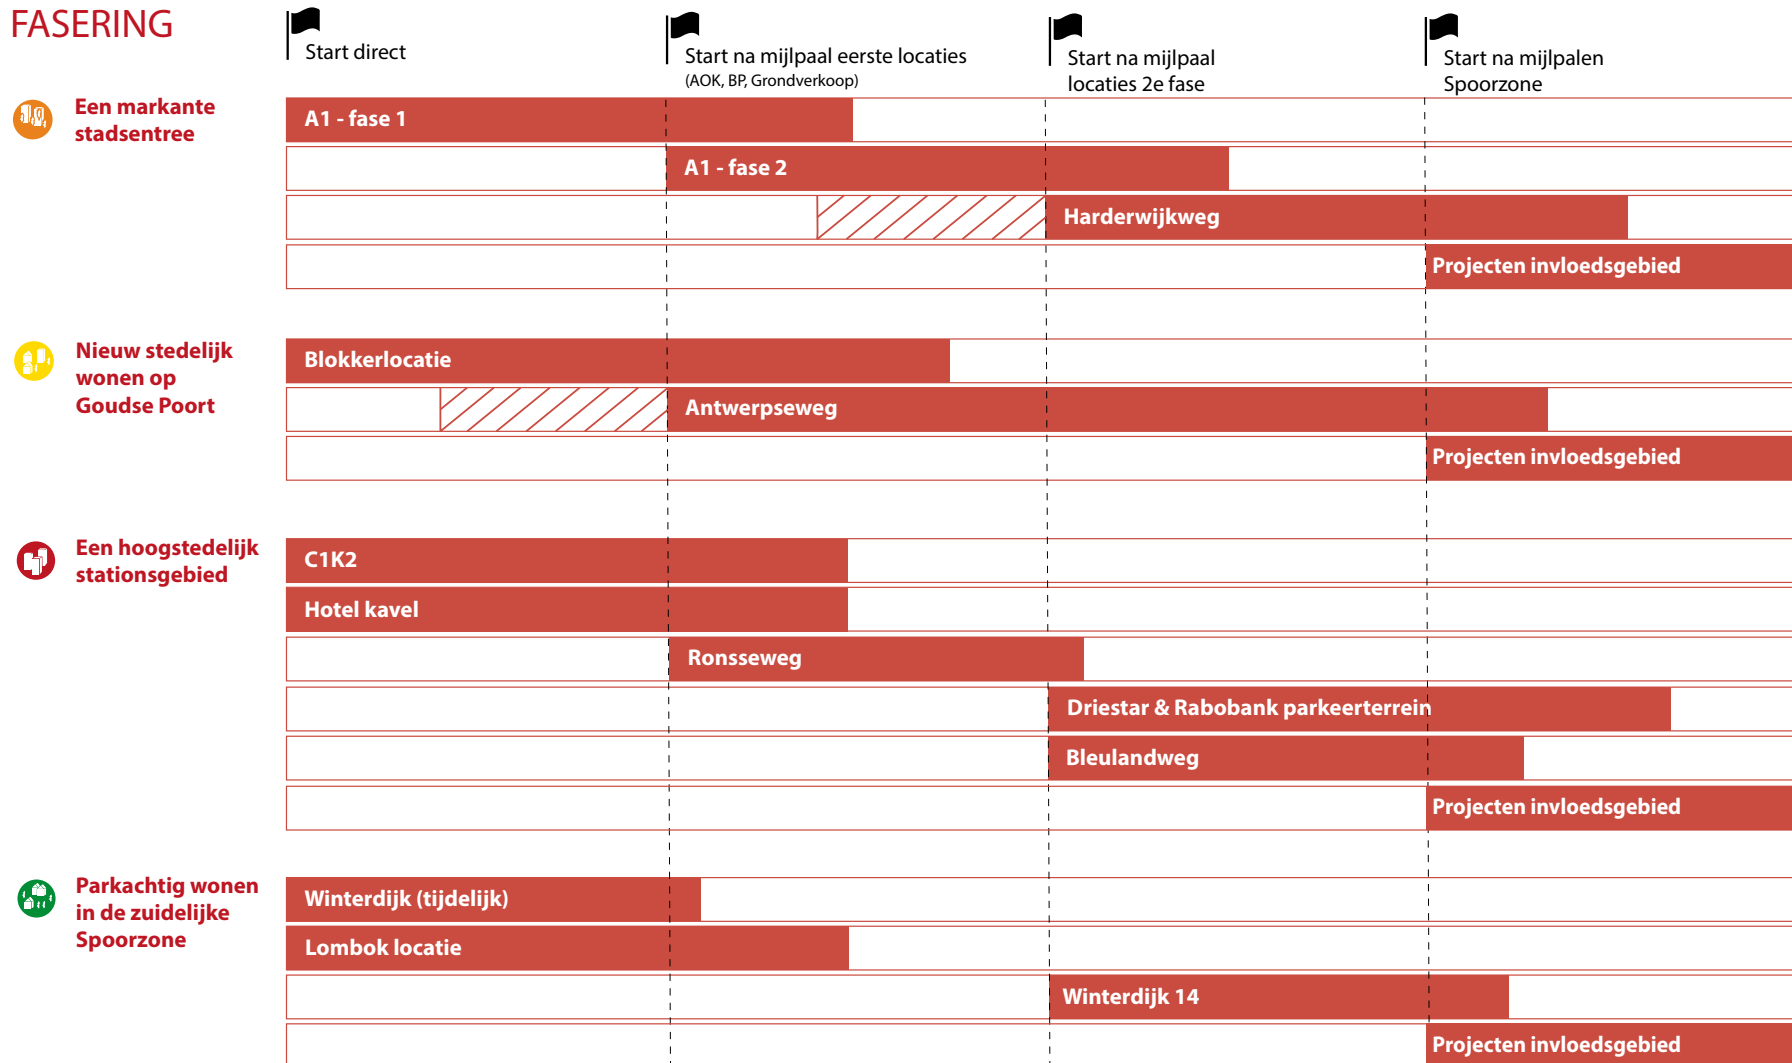 FASERING
Start direct
Start na mijlpaal eerste locaties
(AOK, BP, Grondverkoop)
Start na mijlpaal
locaties 2e fase
Start na mijlpalen
Spoorzone
Een markante
stadsentree
A1 - fase 1
A1 - fase 2
Harderwijkweg
Projecten invloedsgebied
Nieuw stedelijk
wonen op
Goudse Poort
Blokkerlocatie
Antwerpseweg
Projecten invloedsgebied
Een hoogstedelijk
stationsgebied
C1K2
Hotel kavel
Ronsseweg
Driestar & Rabobank parkeerterrein
Bleulandweg
Projecten invloedsgebied
Parkachtig wonen
in de zuidelijke
Spoorzone
Winterdijk (tijdelijk)
Lombok locatie
Winterdijk 14
Projecten invloedsgebied